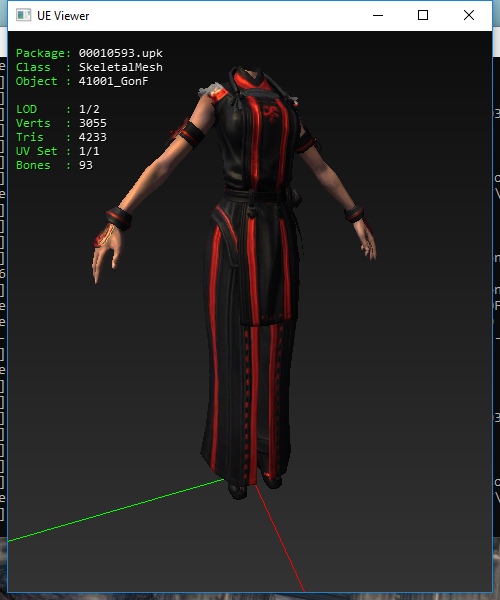 UE Viewer
Package: 00010593.upk
Class  : SkeletalMesh
Object : 41001_GonF
LOD    : 1/2
Verts  : 3055
Tris   : 4233
UV Set : 1/1
Bones  : 93